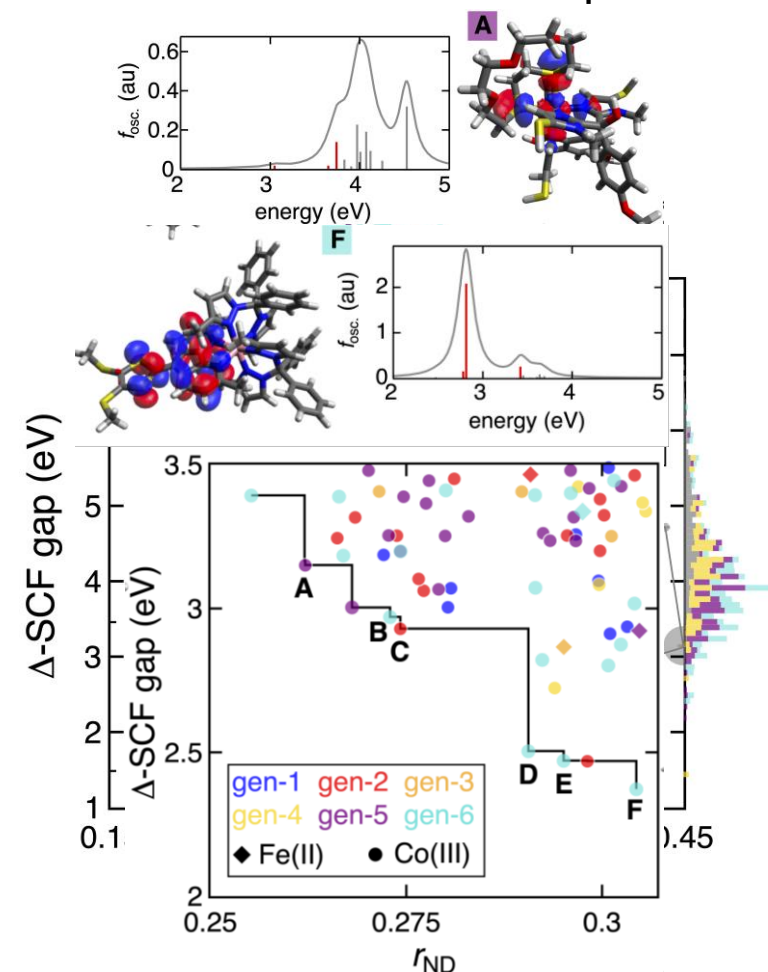 A
0.6
0.4
0.2
0
f_osc. (au)
2 3 4 5
energy (eV)
F
2
1
0
f_osc. (au)
2 3 4 5
energy (eV)
Δ-SCF gap (eV)
5
4
3
2
1
0.1
0.45
Δ-SCF gap (eV)
3.5
3
2.5
2
A
B
C
D
E
F
gen-1 gen-2 gen-3
gen-4 gen-5 gen-6
Fe(II) Co(III)
0.25 0.275 0.3
r_ND